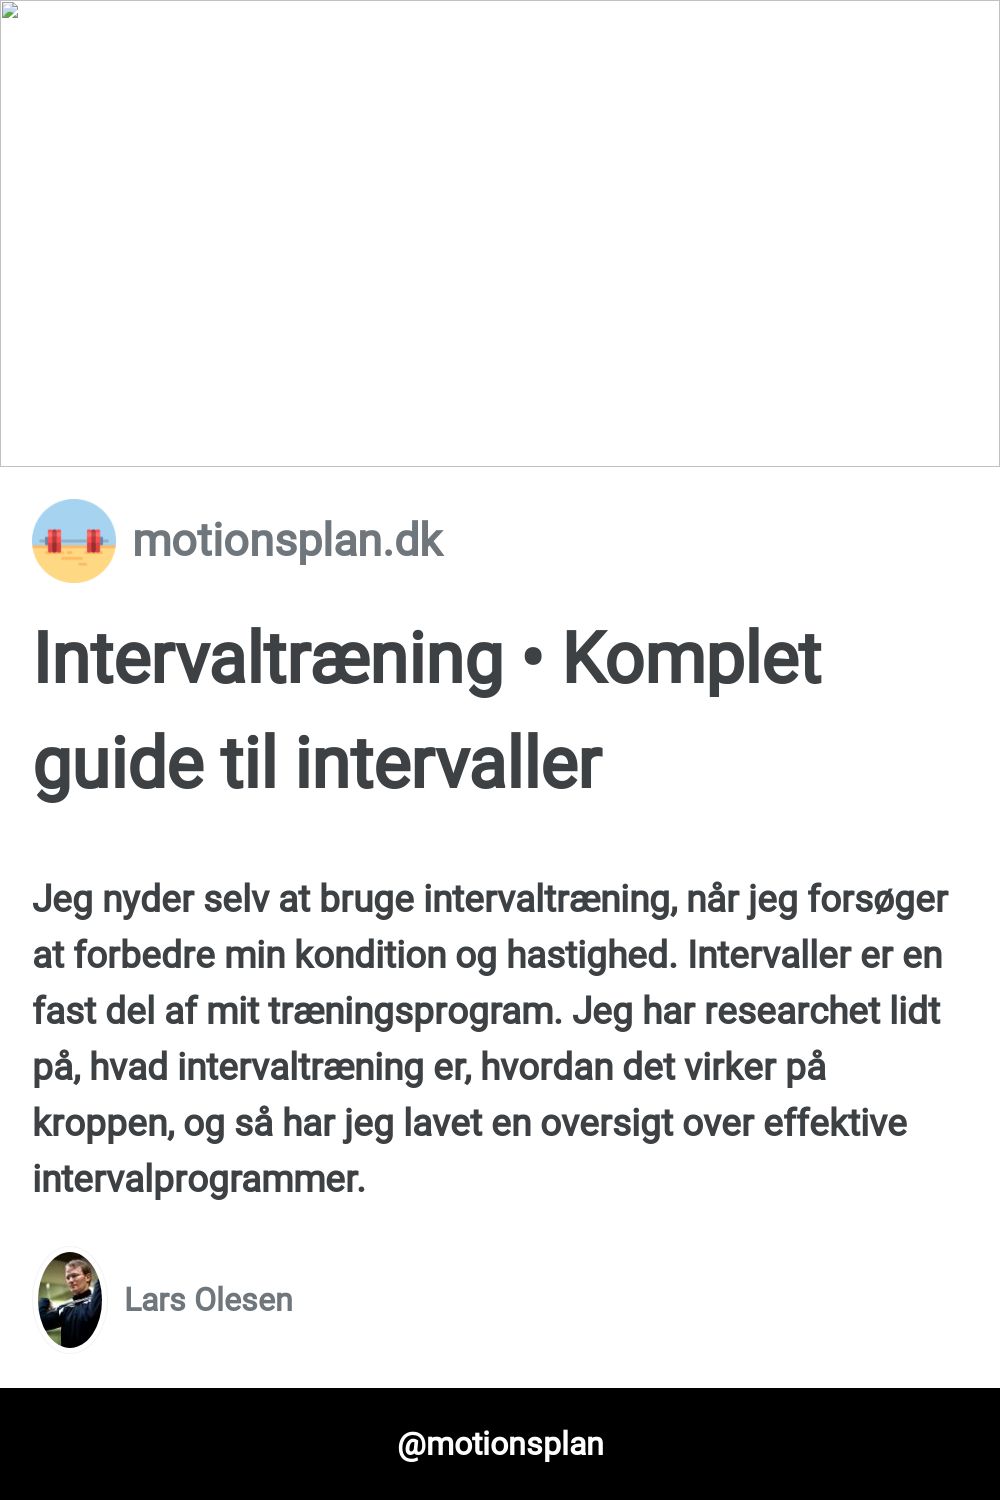 motionsplan.dk
Intervaltræning • Komplet
guide til intervaller
Jeg nyder selv at bruge intervaltræning, når jeg forsøger
at forbedre min kondition og hastighed. Intervaller er en
fast del af mit træningsprogram. Jeg har researchet lidt
på, hvad intervaltræning er, hvordan det virker på
kroppen, og så har jeg lavet en oversigt over effektive
intervalprogrammer.
Lars Olesen
@motionsplan